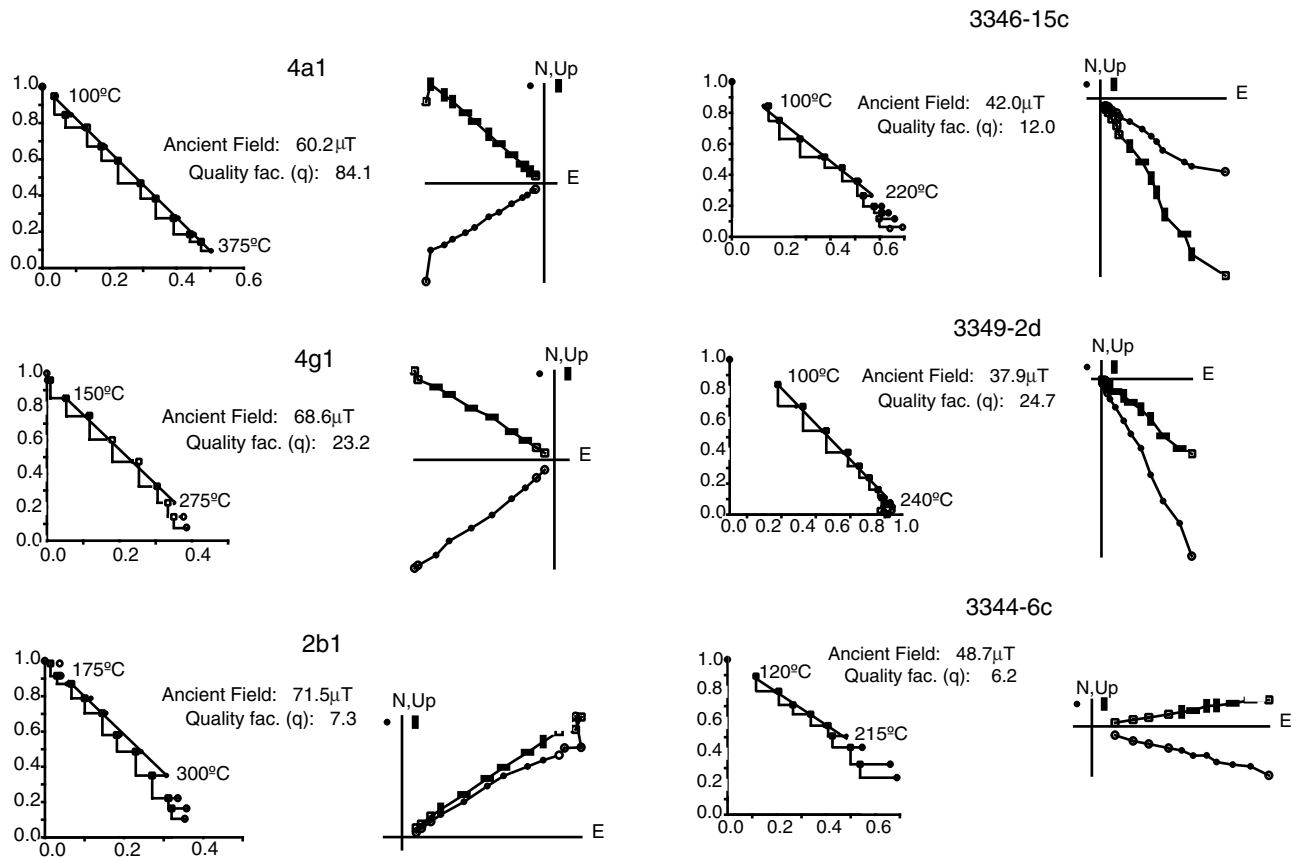 4a1
1.0
0.8
0.6
0.4
0.2
0.0
0.0 0.2 0.4 0.6
100ºC
375ºC
Ancient Field: 60.2µT
Quality fac. (q): 84.1
N,Up
E
3346-15c
1.0
0.8
0.6
0.4
0.2
0.0
0.0 0.2 0.4 0.6
100ºC
220ºC
Ancient Field: 42.0µT
Quality fac. (q): 12.0
N,Up
E
4g1
1.0
0.8
0.6
0.4
0.2
0.0
0.0 0.2 0.4
150ºC
275ºC
Ancient Field: 68.6µT
Quality fac. (q): 23.2
N,Up
E
3349-2d
1.0
0.8
0.6
0.4
0.2
0.0
0.0 0.2 0.4 0.6 0.8 1.0
100ºC
240ºC
Ancient Field: 37.9µT
Quality fac. (q): 24.7
N,Up
E
2b1
1.0
0.8
0.6
0.4
0.2
0.0
0.0 0.2 0.4
175ºC
300ºC
Ancient Field: 71.5µT
Quality fac. (q): 7.3
N,Up
E
3344-6c
1.0
0.8
0.6
0.4
0.2
0.0
0.0 0.2 0.4 0.6
120ºC
215ºC
Ancient Field: 48.7µT
Quality fac. (q): 6.2
N,Up
E